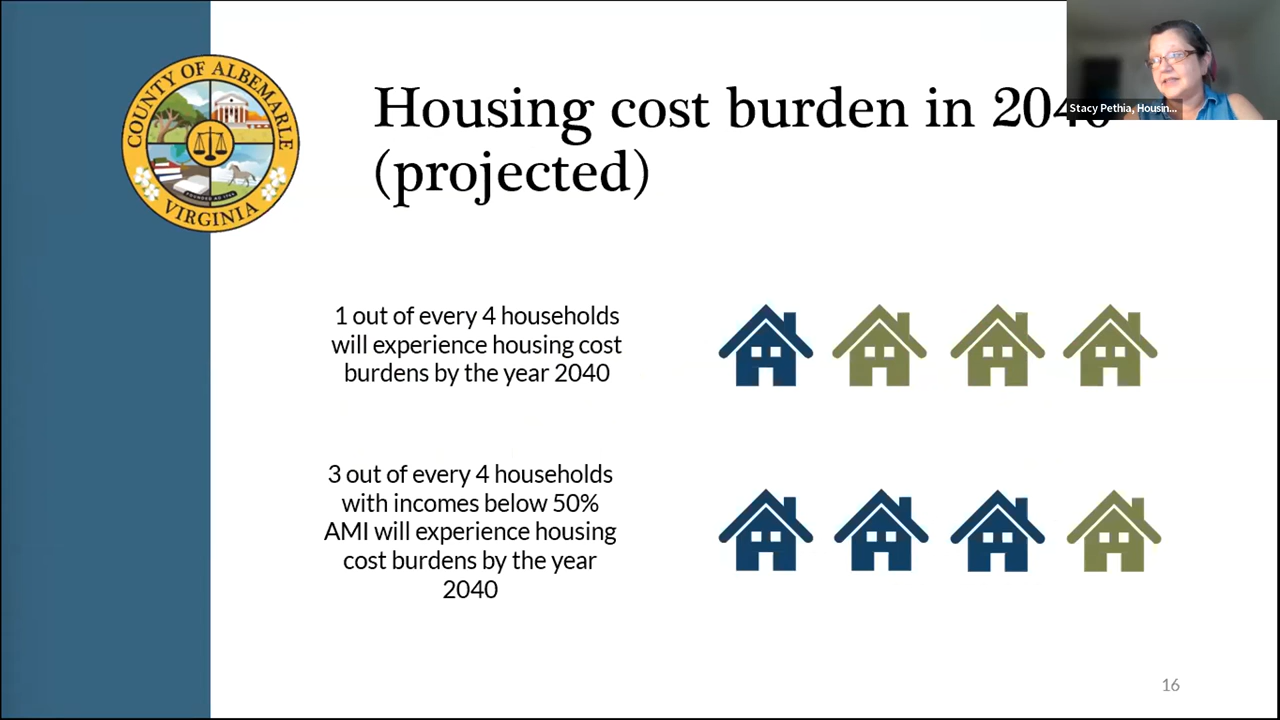 COUNTY OF ALBEMARLE
VIRGINIA
Housing cost burden in 2040
(projected)
Stacy Pethia, Housin...
1 out of every 4 households
will experience housing cost
burdens by the year 2040
3 out of every 4 households
with incomes below 50%
AMI will experience housing
cost burdens by the year
2040
16